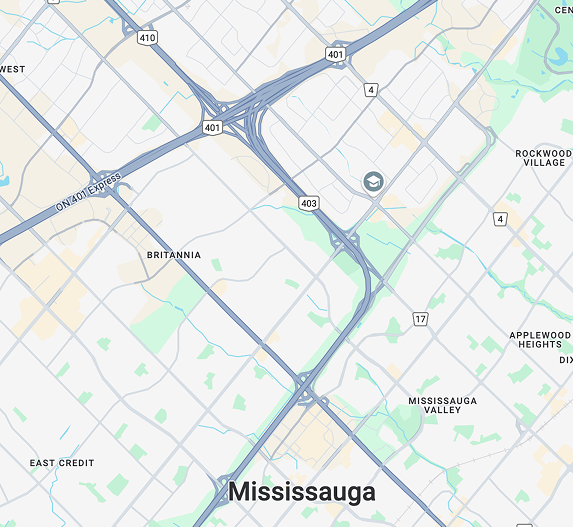 CEN
410
401
WEST
4
401
ROCKWOOD
VILLAGE
ON 401 Express
403
4
BRITANNIA
17
APPLEWOOD
HEIGHTS
DIX
MISSISSAUGA
VALLEY
EAST CREDIT
Mississauga